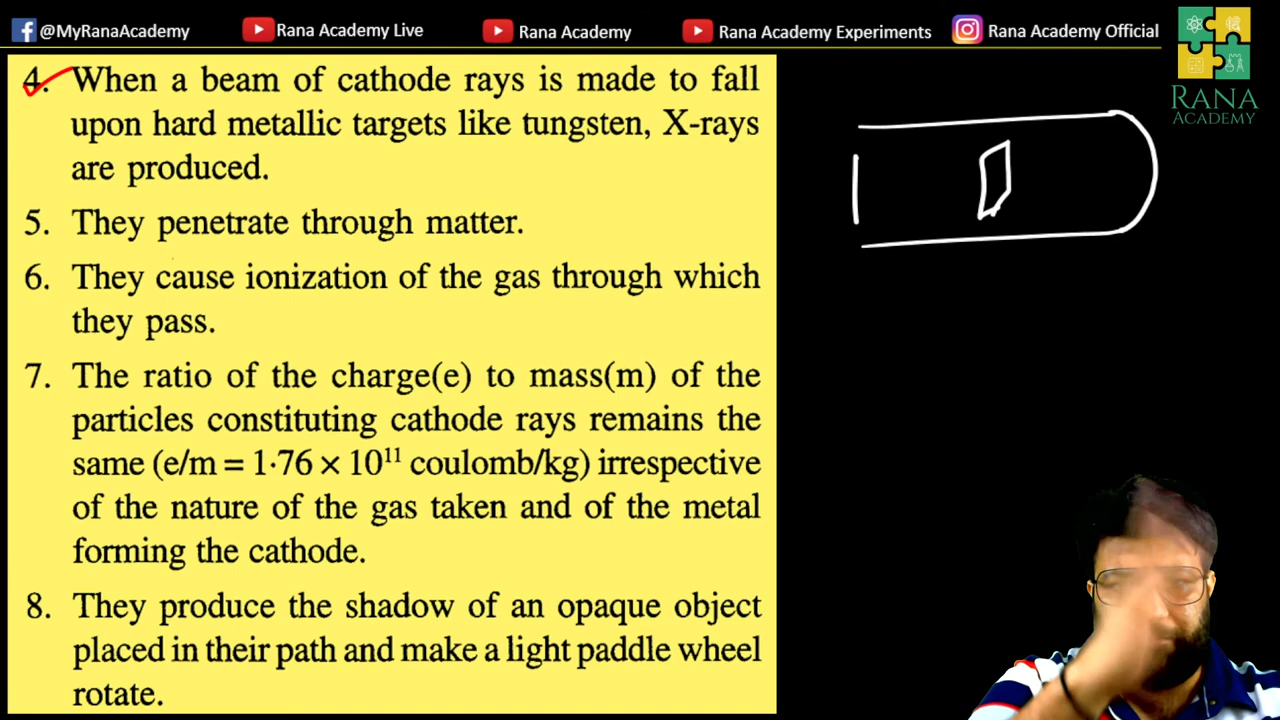 @MyRanaAcademy
Rana Academy Live
Rana Academy
Rana Academy Experiments
Rana Academy Official
RANA
ACADEMY
4. When a beam of cathode rays is made to fall
upon hard metallic targets like tungsten, X-rays
are produced.
5. They penetrate through matter.
6. They cause ionization of the gas through which
they pass.
7. The ratio of the charge(e) to mass(m) of the
particles constituting cathode rays remains the
same (e/m = 1·76 × 10¹¹ coulomb/kg) irrespective
of the nature of the gas taken and of the metal
forming the cathode.
8. They produce the shadow of an opaque object
placed in their path and make a light paddle wheel
rotate.